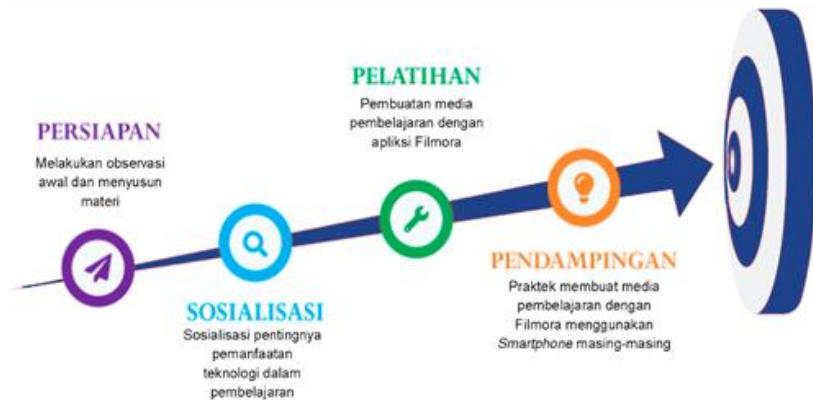 PERSIAPAN
Melakukan observasi
awal dan menyusun
materi
SOSIALISASI
Sosialisasi pentingnya
pemanfaatan
teknologi dalam
pembelajaran
PELATIHAN
Pembuatan media
pembelajaran dengan
apliksi Filmora
PENDAMPINGAN
Praktek membuat media
pembelajaran dengan
Filmora menggunakan
Smartphone masing-masing